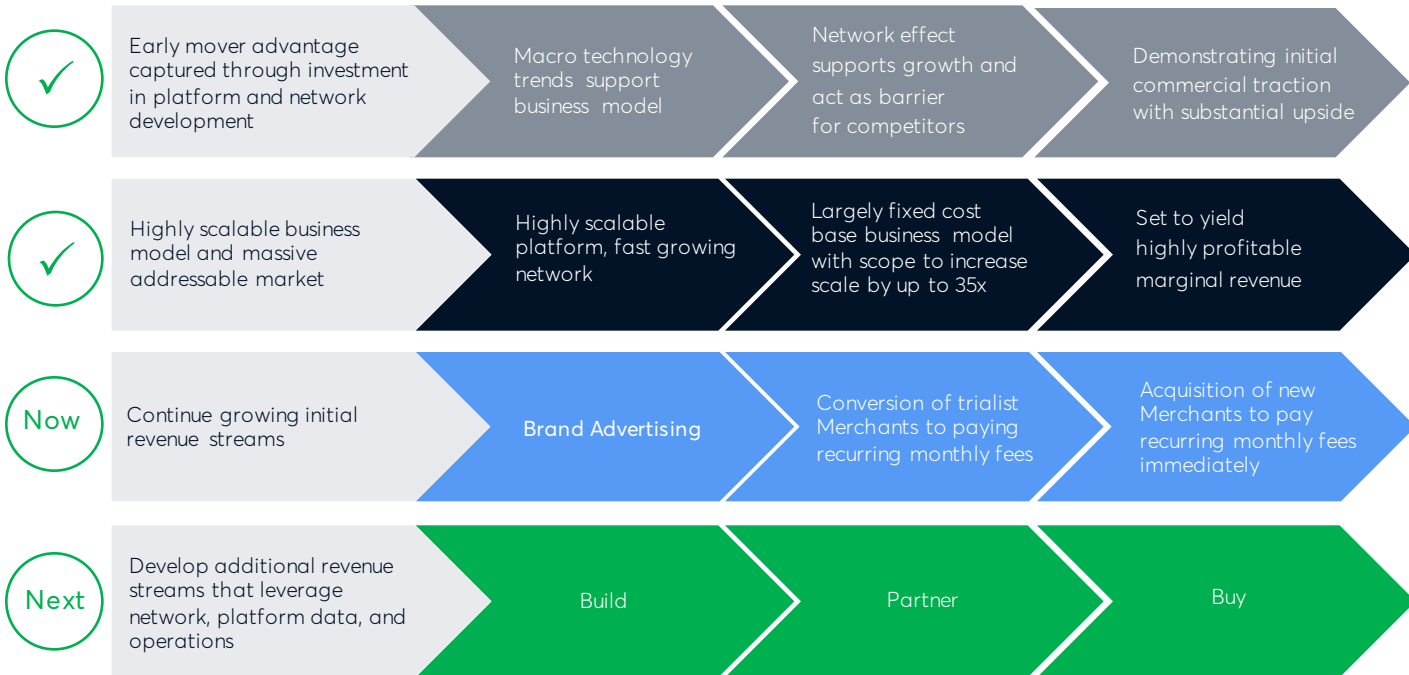 Early mover advantage
captured through investment
in platform and network
development
Macro technology
trends support
business model
Network effect
supports growth and
act as barrier
for competitors
Demonstrating initial
commercial traction
with substantial upside
Highly scalable business
model and massive
addressable market
Highly scalable
platform, fast growing
network
Largely fixed cost
base business model
with scope to increase
scale by up to 35x
Set to yield
highly profitable
marginal revenue
Now
Continue growing initial
revenue streams
Brand Advertising
Conversion of trialist
Merchants to paying
recurring monthly fees
Acquisition of new
Merchants to pay
recurring monthly fees
immediately
Next
Develop additional revenue
streams that leverage
network, platform data, and
operations
Build
Partner
Buy